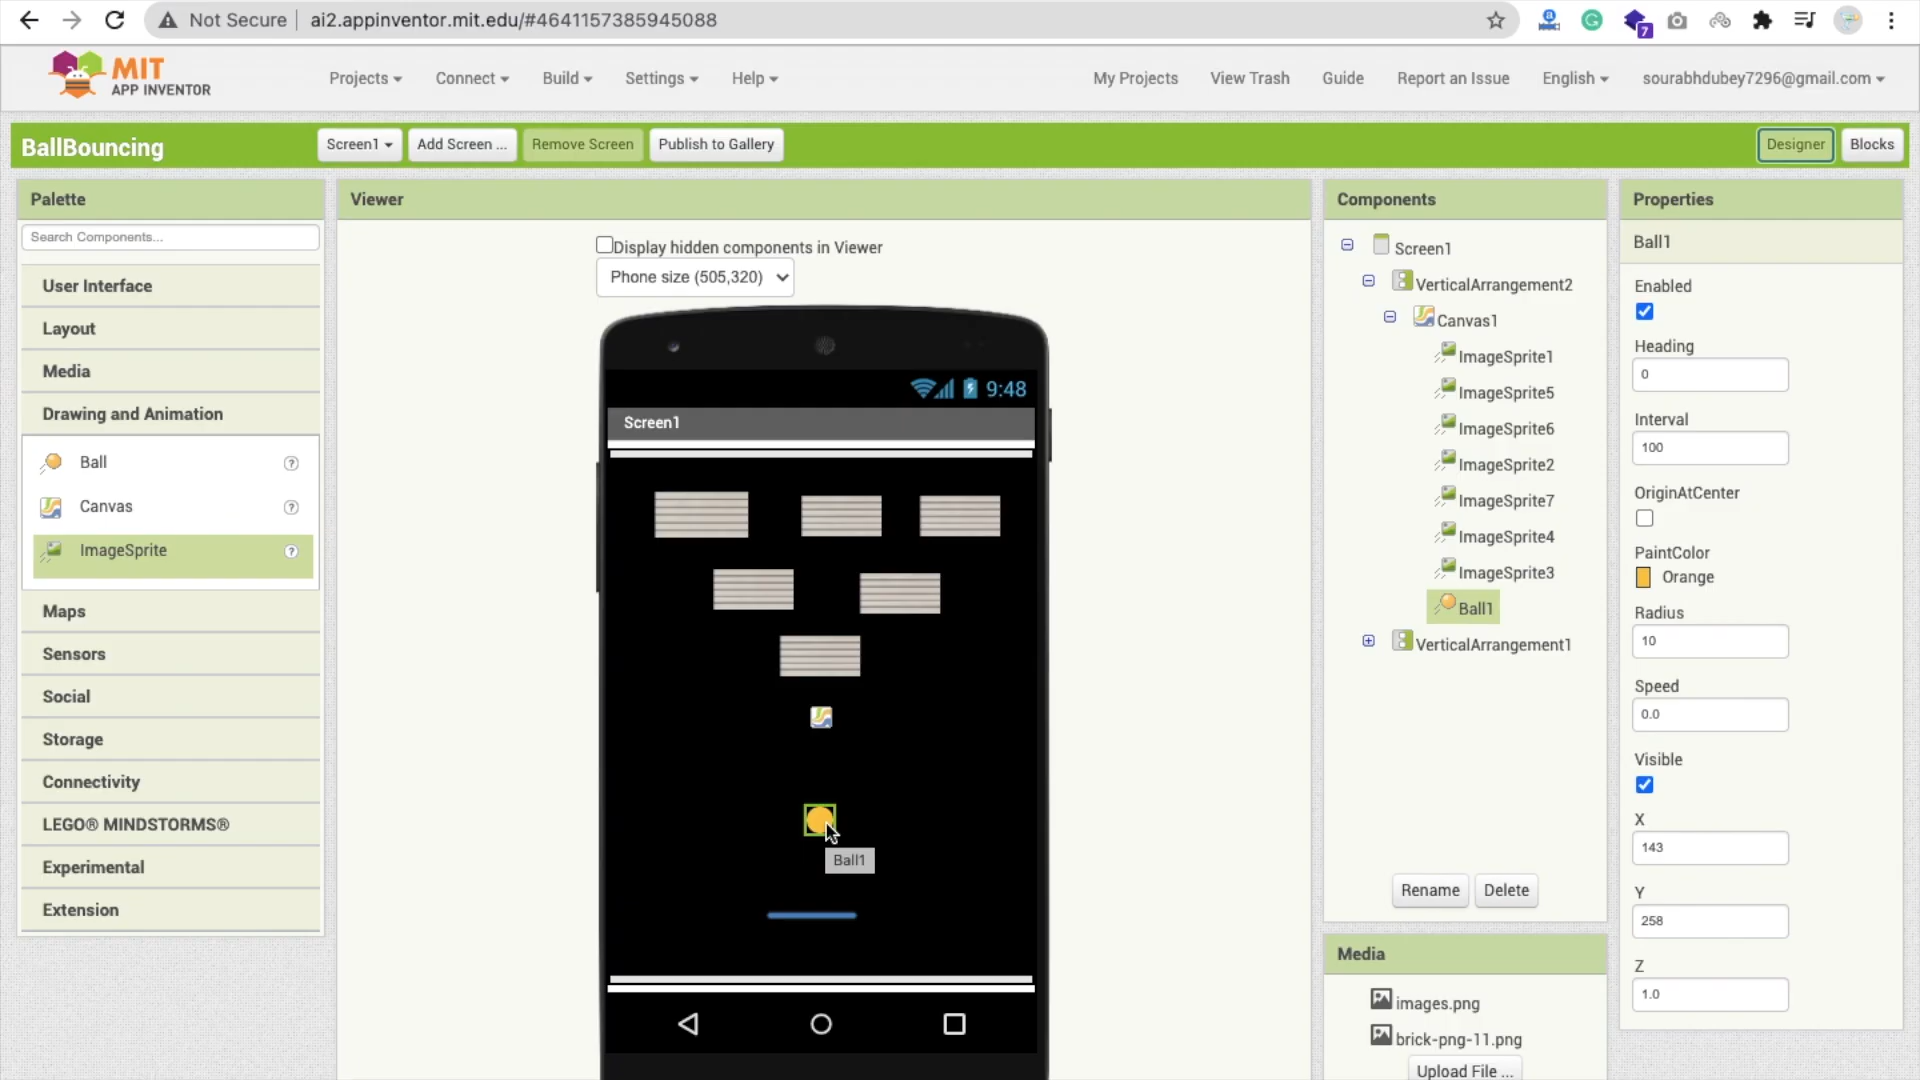 Not Secure
ai2.appinventor.mit.edu/#4641157385945088
7
MIT
APP INVENTOR
Projects
Connect
Build
Settings
Help
My Projects
View Trash
Guide
Report an Issue
English
sourabhdubey7296@gmail.com
BallBouncing
Screen1
Add Screen ...
Remove Screen
Publish to Gallery
Designer
Blocks
Palette
Search Components...
User Interface
Layout
Media
Drawing and Animation
Ball
?
Canvas
?
ImageSprite
?
Maps
Sensors
Social
Storage
Connectivity
LEGO® MINDSTORMS®
Experimental
Extension
Viewer
Display hidden components in Viewer
Phone size (505,320)
9:48
Screen1
Ball1
Components
Screen1
VerticalArrangement2
Canvas1
ImageSprite1
ImageSprite5
ImageSprite6
ImageSprite2
ImageSprite7
ImageSprite4
ImageSprite3
Ball1
VerticalArrangement1
Rename
Delete
Media
images.png
brick-png-11.png
Upload File ...
Properties
Ball1
Enabled
Heading
0
Interval
100
OriginAtCenter
PaintColor
Orange
Radius
10
Speed
0.0
Visible
X
143
Y
258
Z
1.0